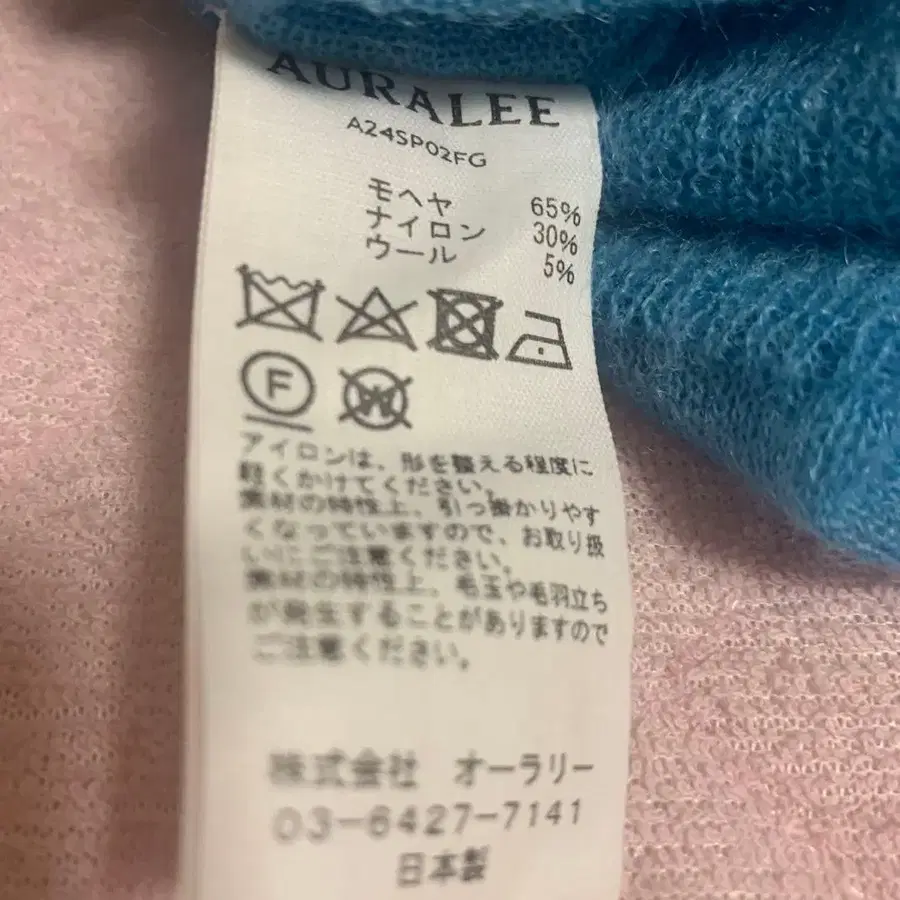 AURALEE
A24SP02FG
モヘヤ 65%
ナイロン 30%
ウール 5%
F
W
アイロンは、形を整える程度に
軽くかけてください。
素材の特性上、引っ掛かりやす
くなっていますので、お取り扱
いにご注意ください。
素材の特性上、毛玉や毛羽立ち
が発生することがありますので
ご注意ください。
株式会社 オーラリー
03-6427-7141
日本製